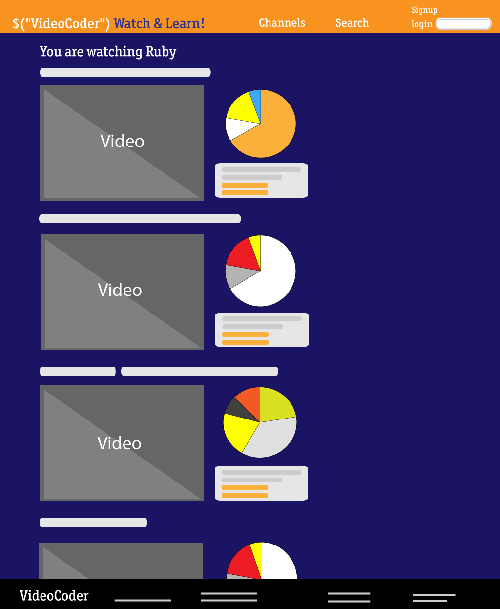 $("VideoCoder") Watch & Learn!
Channels
Search
Signup
login
You are watching Ruby
Video
Video
Video
VideoCoder